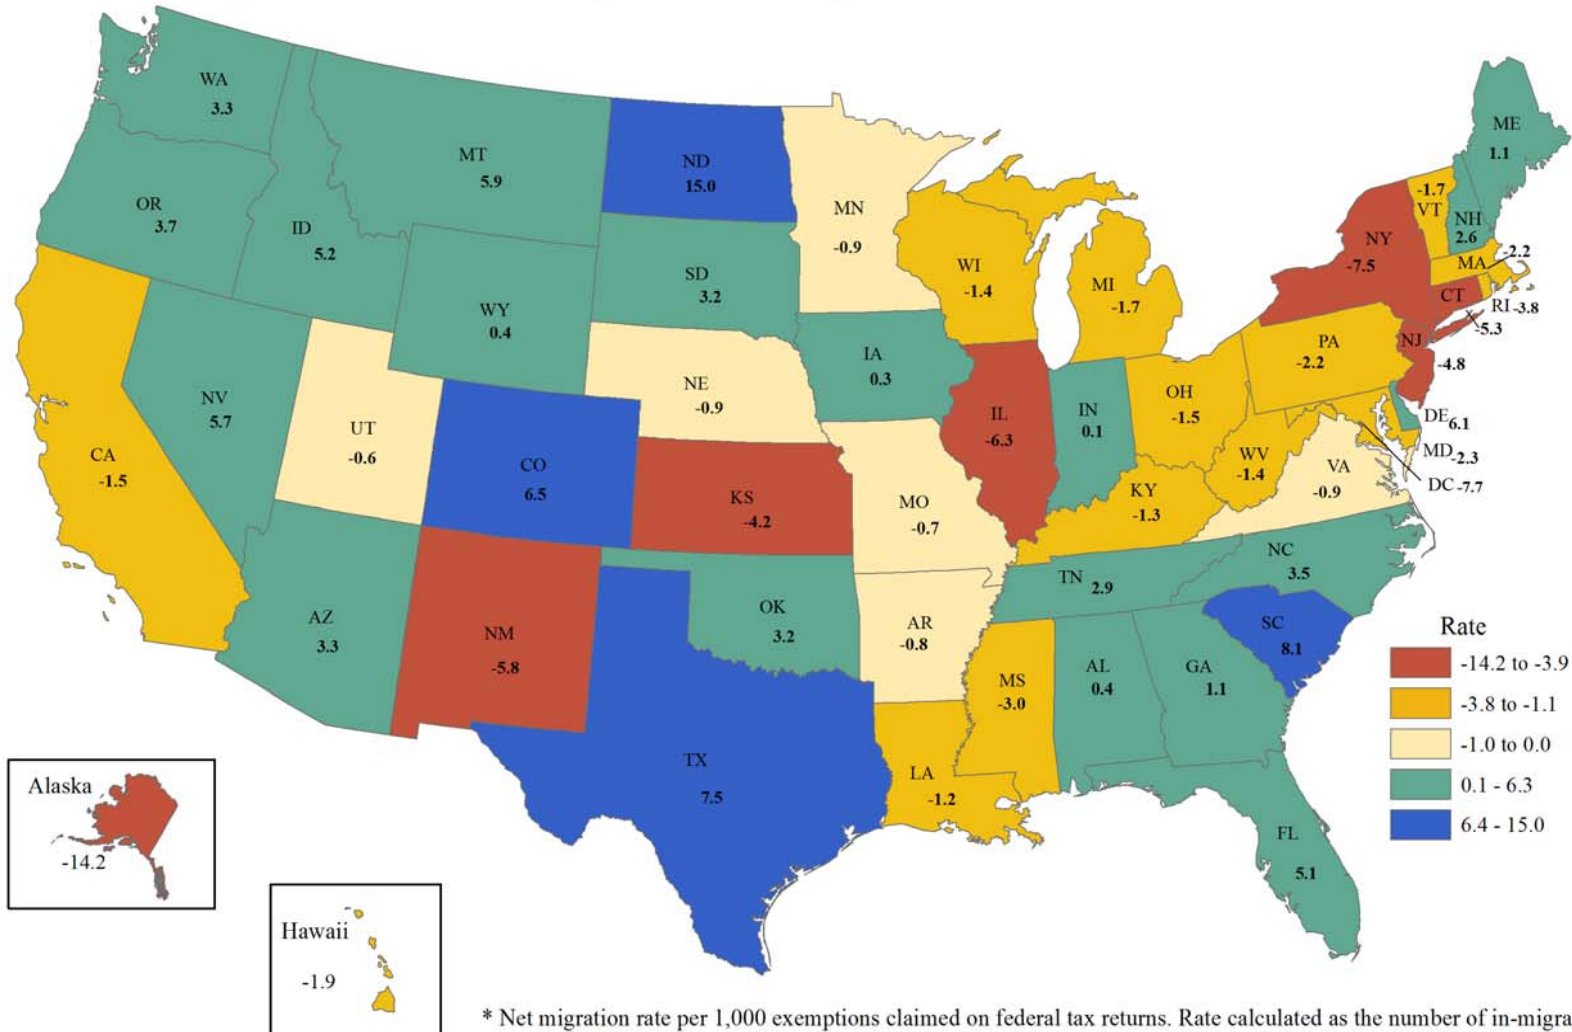 WA
3.3
MT
5.9
ND
15.0
MN
-0.9
ME
1.1
OR
3.7
ID
5.2
SD
3.2
WI
-1.4
MI
-1.7
NY
-7.5
-1.7
VT
NH
2.6
MA
-2.2
CT
-5.3
RI -3.8
WY
0.4
IA
0.3
NE
-0.9
PA
-2.2
NJ
-4.8
NV
5.7
UT
-0.6
CO
6.5
IL
-6.3
IN
0.1
OH
-1.5
DE 6.1
MD -2.3
DC -7.7
CA
-1.5
KS
-4.2
MO
-0.7
WV
-1.4
VA
-0.9
KY
-1.3
NC
3.5
TN
2.9
AZ
3.3
NM
-5.8
OK
3.2
AR
-0.8
SC
8.1
MS
-3.0
AL
0.4
GA
1.1
TX
7.5
LA
-1.2
FL
5.1
Rate
-14.2 to -3.9
-3.8 to -1.1
-1.0 to 0.0
0.1 - 6.3
6.4 - 15.0
Alaska
-14.2
Hawaii
-1.9
* Net migration rate per 1,000 exemptions claimed on federal tax returns. Rate calculated as the number of in-migra